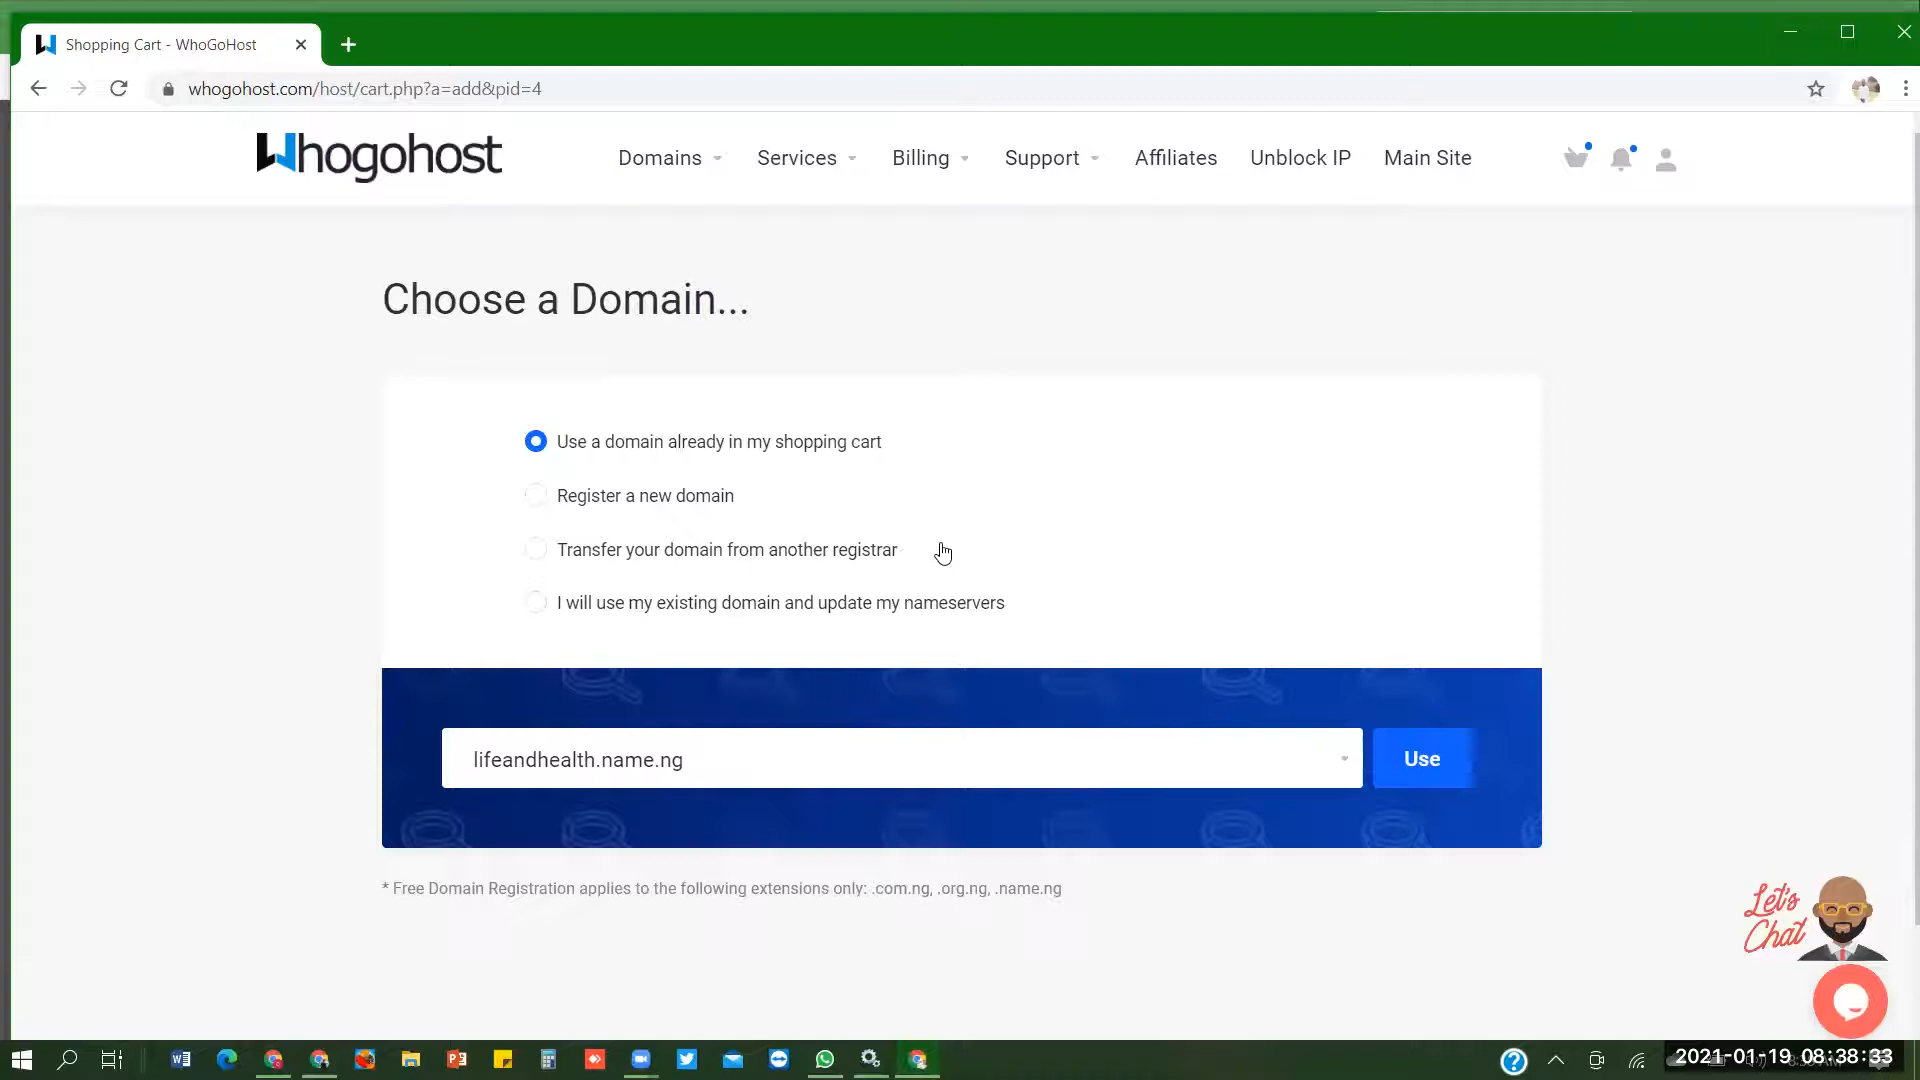 Shopping Cart - WhoGoHost
whogohost.com/host/cart.php?a=add&pid=4
Whogohost
Domains
Services
Billing
Support
Affiliates
Unblock IP
Main Site
Choose a Domain...
Use a domain already in my shopping cart
Register a new domain
Transfer your domain from another registrar
I will use my existing domain and update my nameservers
lifeandhealth.name.ng
Use
* Free Domain Registration applies to the following extensions only: .com.ng, .org.ng, .name.ng
Let's
Chat
2021-01-19 08:38:33